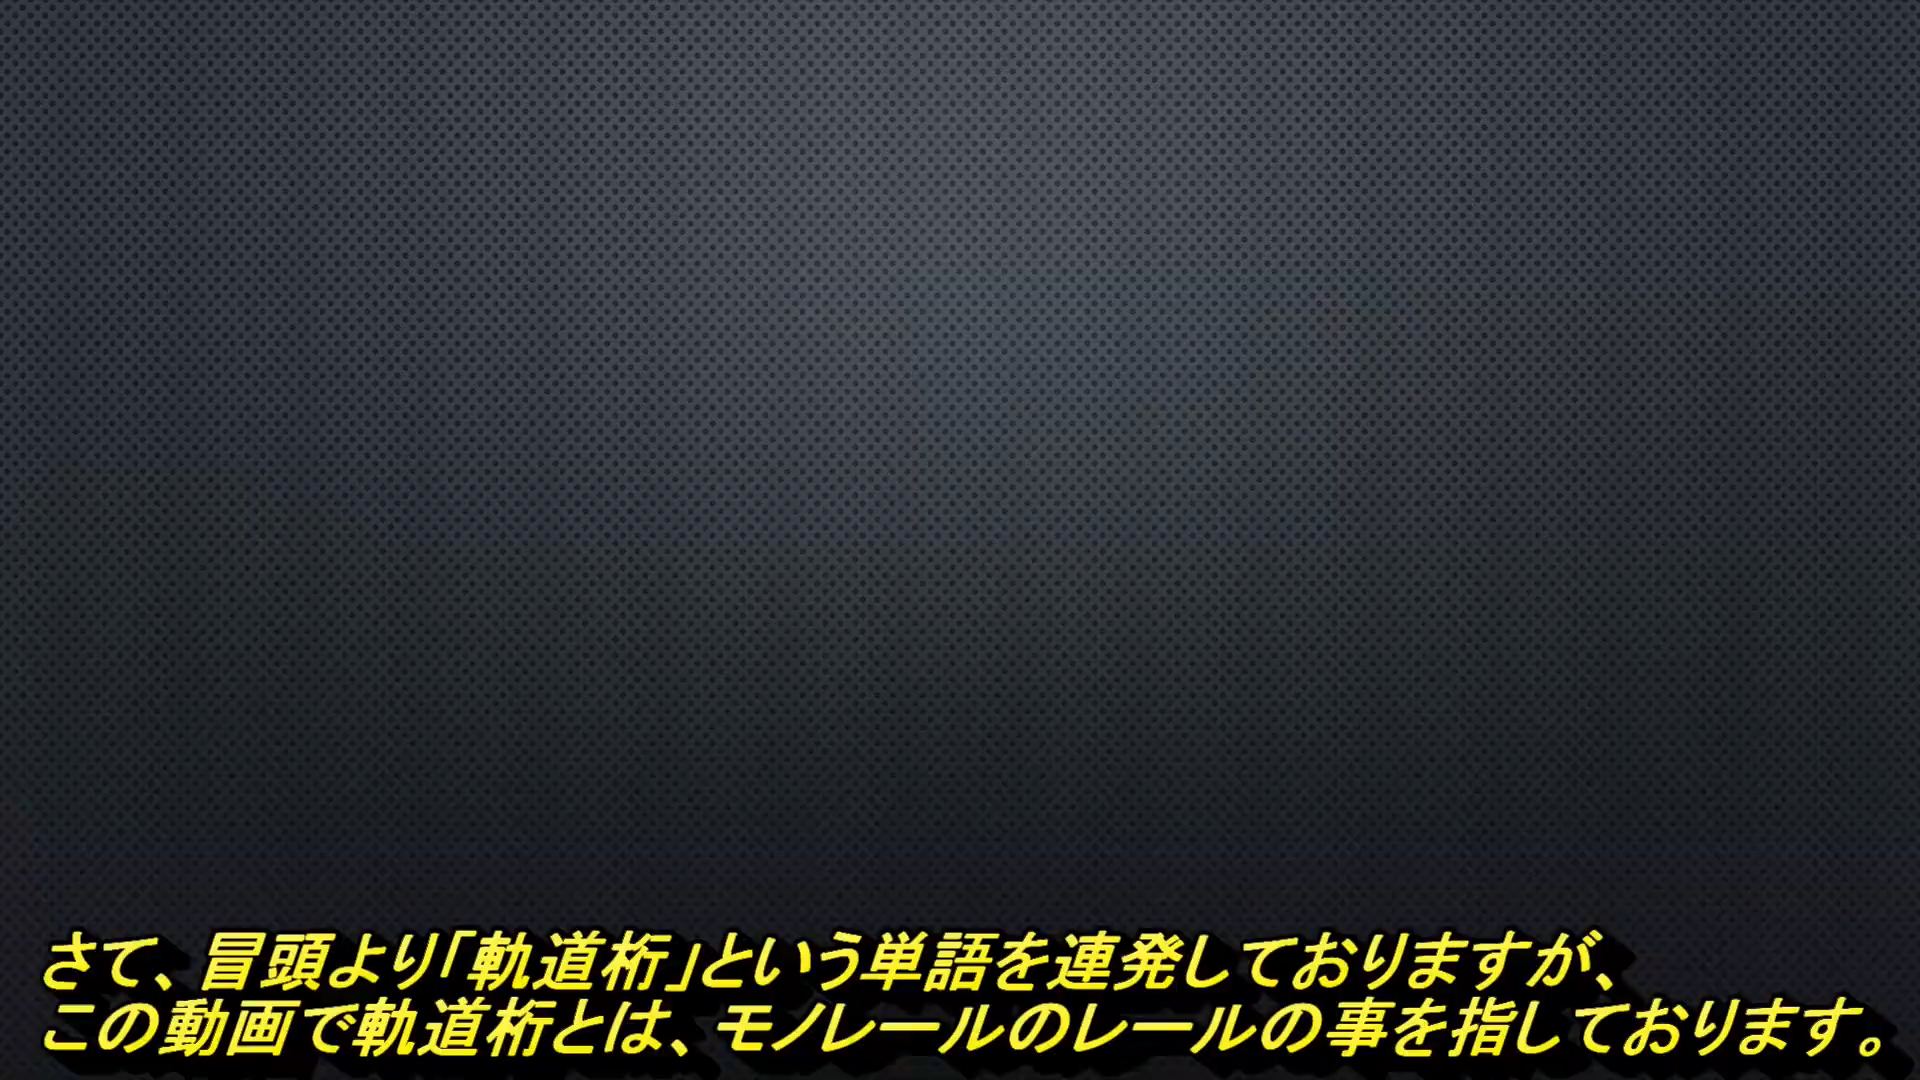 さて、冒頭より「軌道桁」という単語を連発しておりますが、
この動画で軌道桁とは、モノレールのレールの事を指しております。